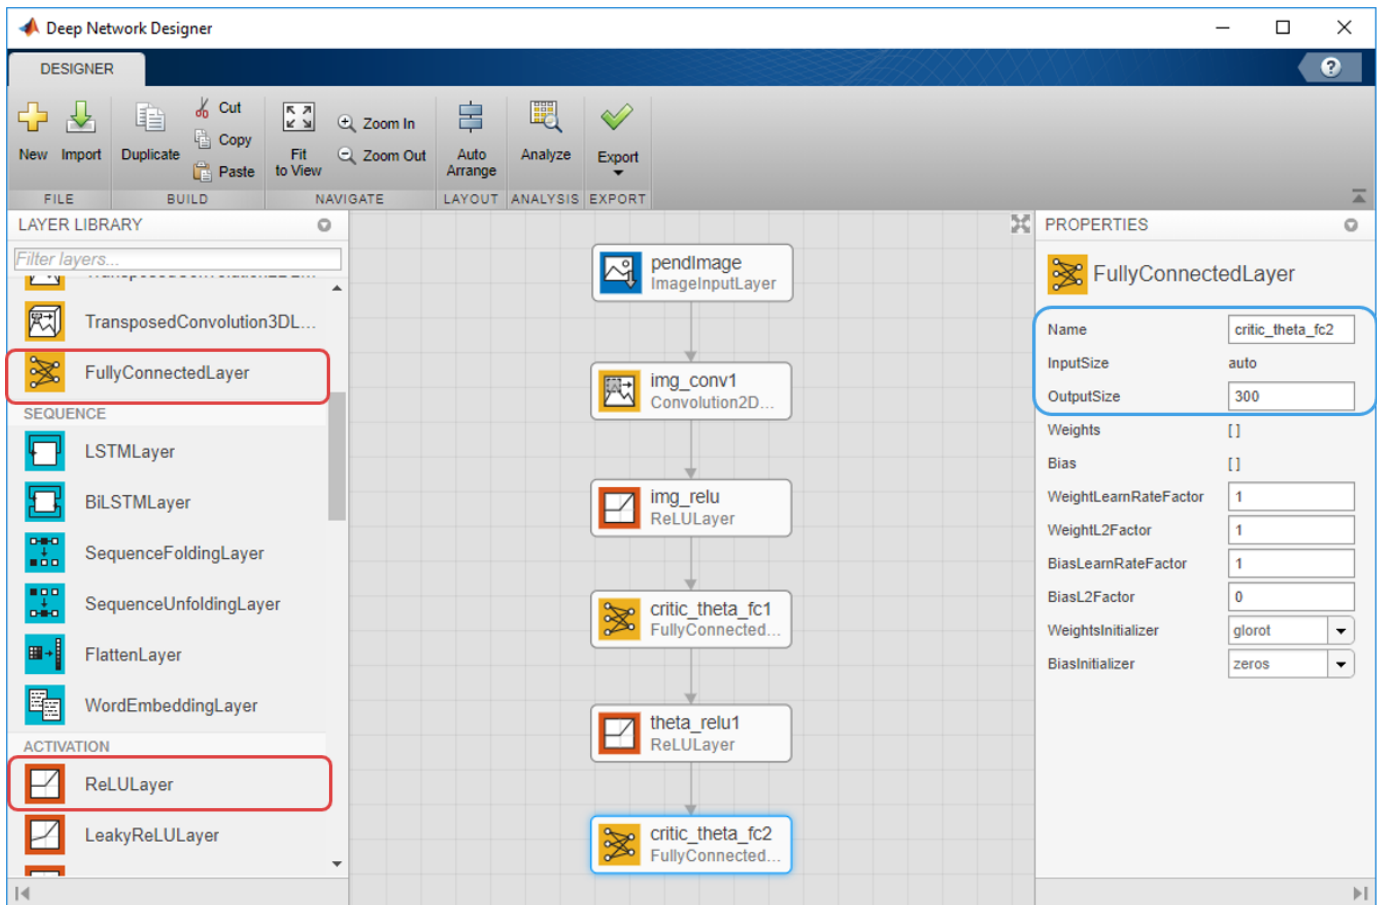 Deep Network Designer
DESIGNER
?
New
Import
Duplicate
Cut
Copy
Paste
Fit
to View
Zoom In
Zoom Out
Auto
Arrange
Analyze
Export
FILE
BUILD
NAVIGATE
LAYOUT
ANALYSIS
EXPORT
LAYER LIBRARY
Filter layers...
TransposedConvolution3DL...
FullyConnectedLayer
SEQUENCE
LSTMLayer
BiLSTMLayer
SequenceFoldingLayer
SequenceUnfoldingLayer
FlattenLayer
WordEmbeddingLayer
ACTIVATION
ReLULayer
LeakyReLULayer
pendImage
ImageInputLayer
img_conv1
Convolution2D...
img_relu
ReLULayer
critic_theta_fc1
FullyConnected...
theta_relu1
ReLULayer
critic_theta_fc2
FullyConnected...
PROPERTIES
FullyConnectedLayer
Name critic_theta_fc2
InputSize auto
OutputSize 300
Weights [ ]
Bias [ ]
WeightLearnRateFactor 1
WeightL2Factor 1
BiasLearnRateFactor 1
BiasL2Factor 0
WeightsInitializer glorot
BiasInitializer zeros